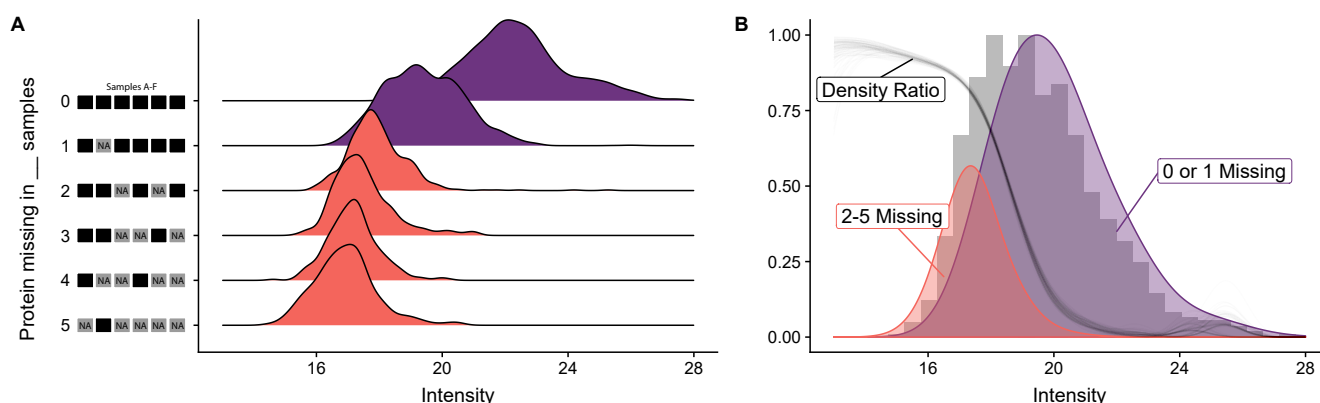 A
Protein missing in __ samples
Samples A-F
0
1
NA
2
NA NA
3
NA NA NA
4
NA NA NA NA
5
NA NA NA NA NA
16 20 24 28
Intensity
B
1.00
0.75
0.50
0.25
0.00
Density Ratio
0 or 1 Missing
2-5 Missing
16 20 24 28
Intensity